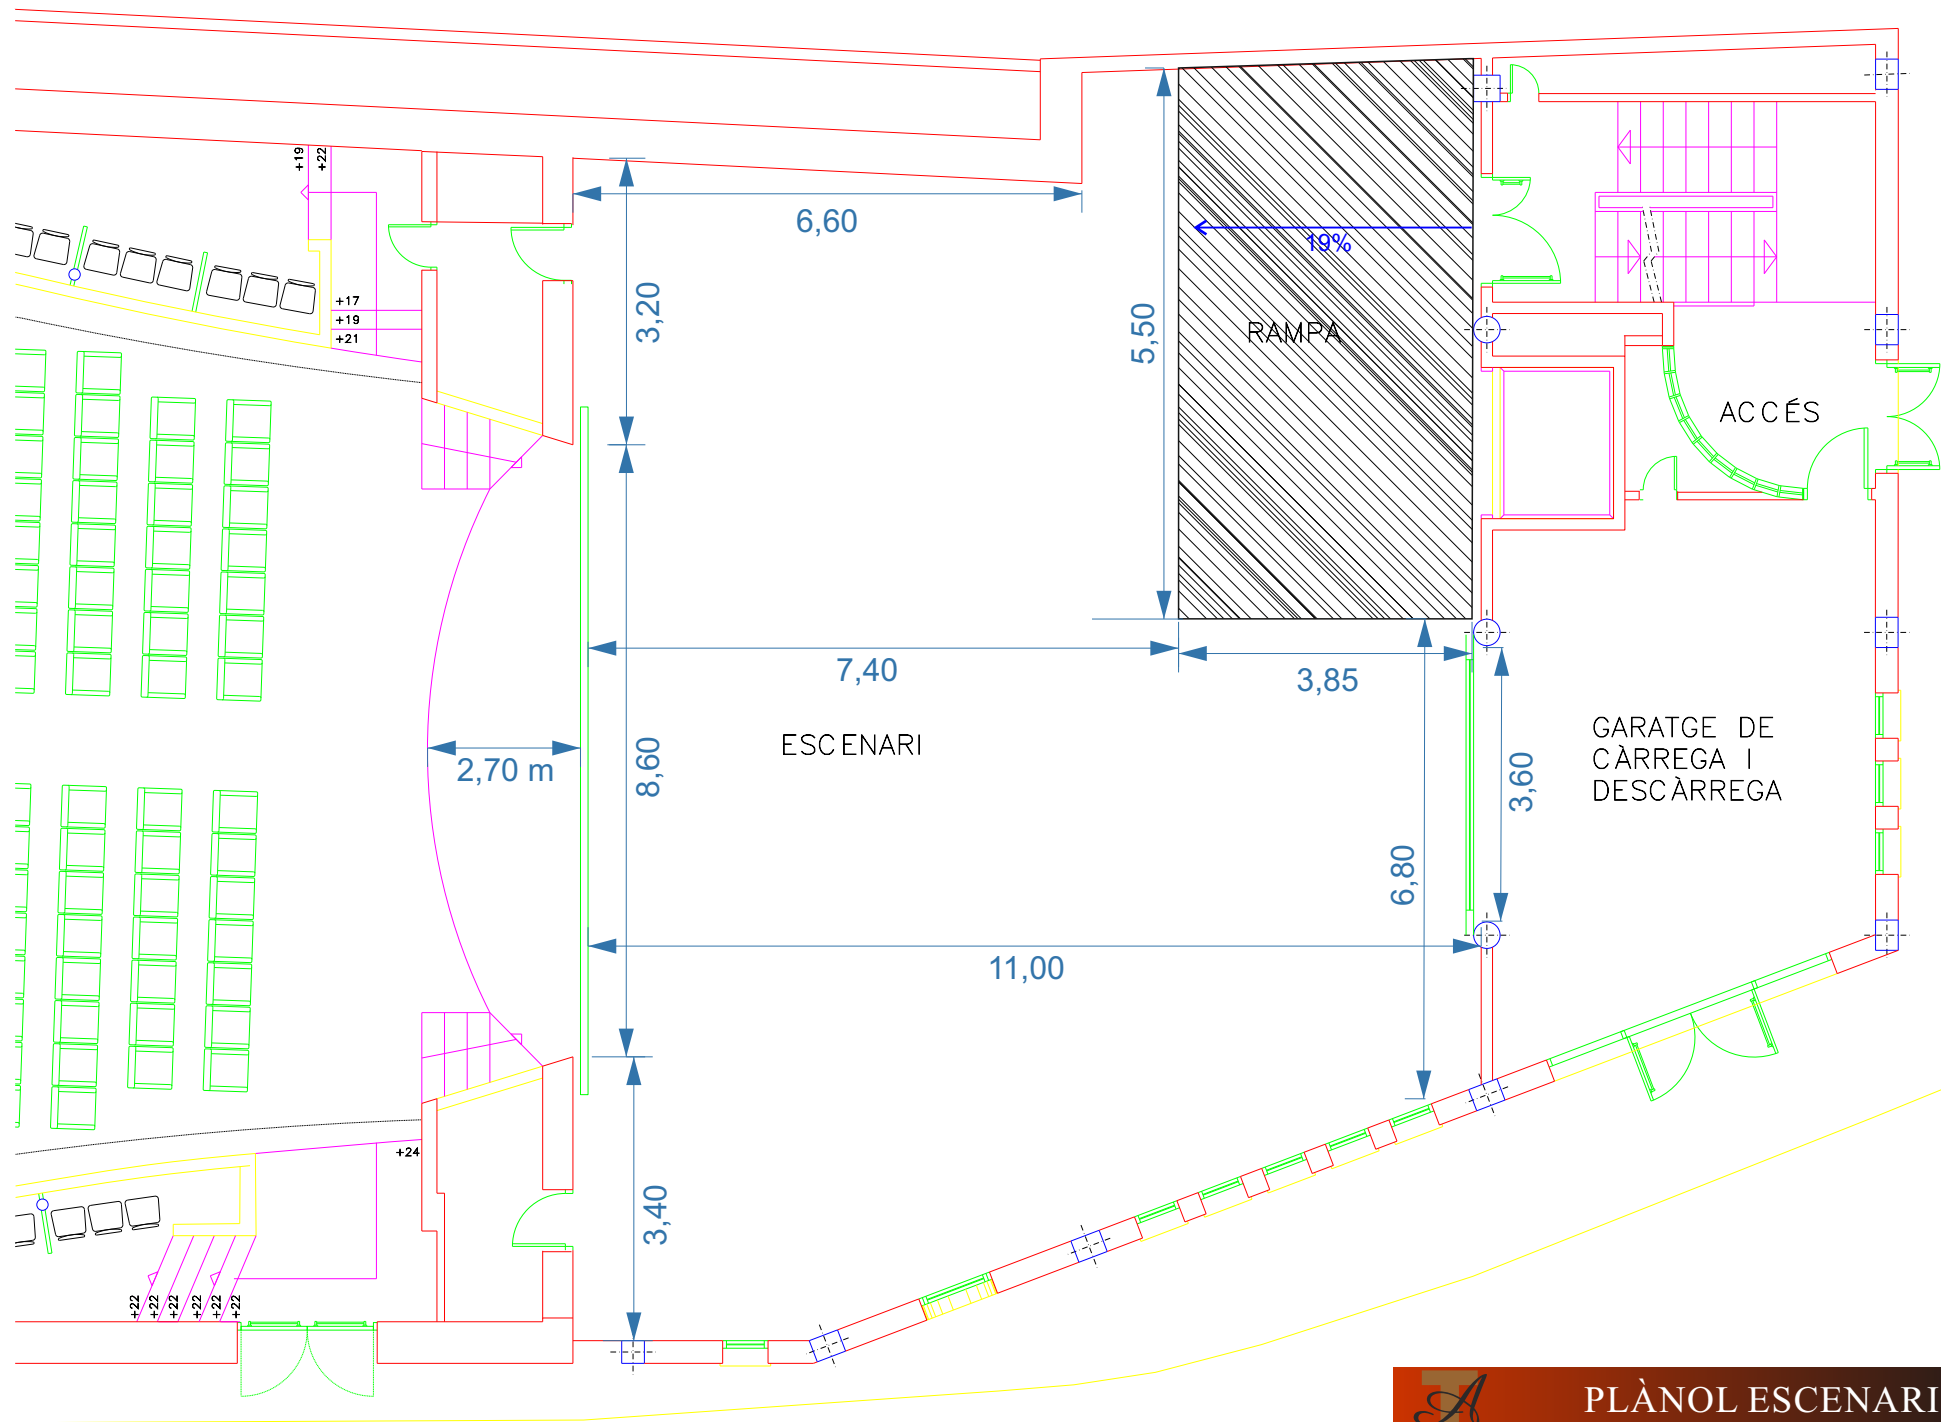 +19
+22
6,60
19%
3,20
5,50
+17
+19
+21
RAMPA
ACCÉS
7,40
3,85
ESCENARI
2,70 m
8,60
GARATGE DE
CÀRREGA I
DESCÀRREGA
3,60
6,80
11,00
+24
3,40
+22
+22
+22
+22
+22
+22
TA
PLÀNOL ESCENARI